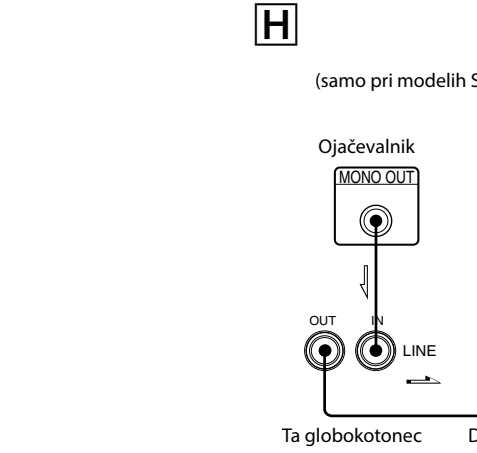 H
(samo pri modelih S
Ojačevalnik
MONO OUT
OUT IN
LINE
Ta globokotonec D